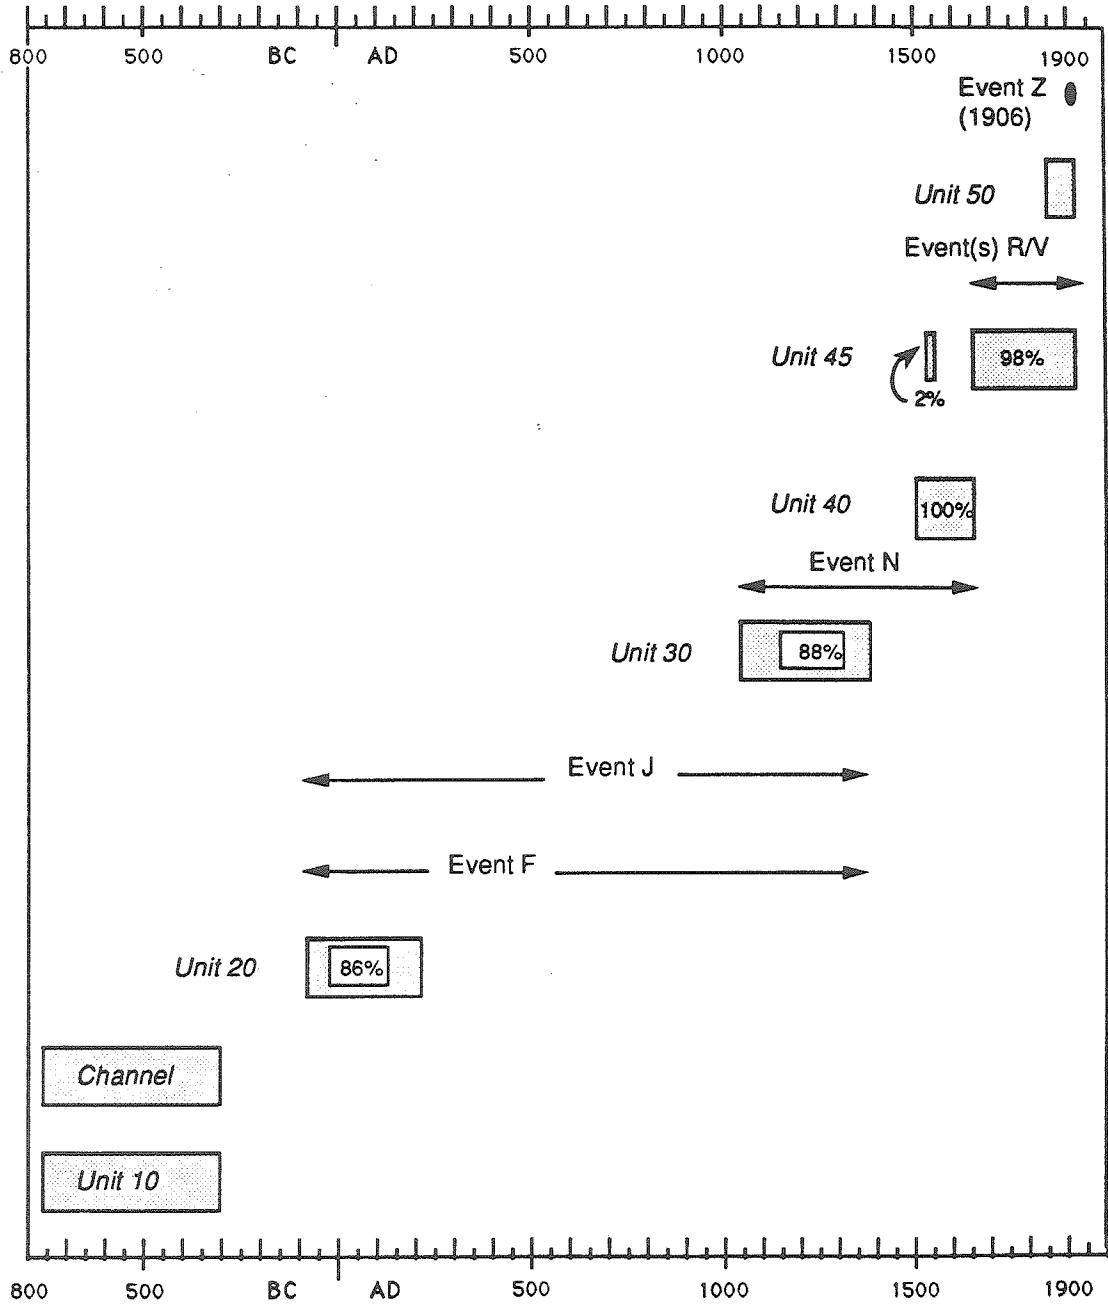 800 500 BC AD 500 1000 1500 1900
Event Z
(1906)
Unit 50
Event(s) R/V
Unit 45
98%
2%
Unit 40
100%
Event N
Unit 30
88%
Event J
Event F
Unit 20
86%
Channel
Unit 10
800 500 BC AD 500 1000 1500 1900